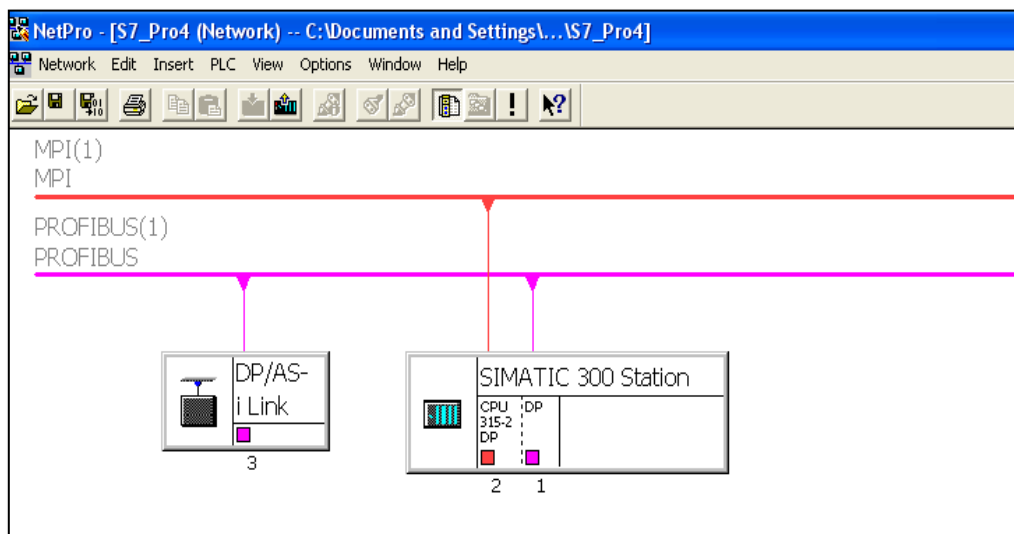 NetPro - [S7_Pro4 (Network) -- C:\Documents and Settings\...\S7_Pro4]
Network Edit Insert PLC View Options Window Help
MPI(1)
MPI
PROFIBUS(1)
PROFIBUS
DP/AS-
i Link
3
SIMATIC 300 Station
CPU
315-2
DP
DP
2
1